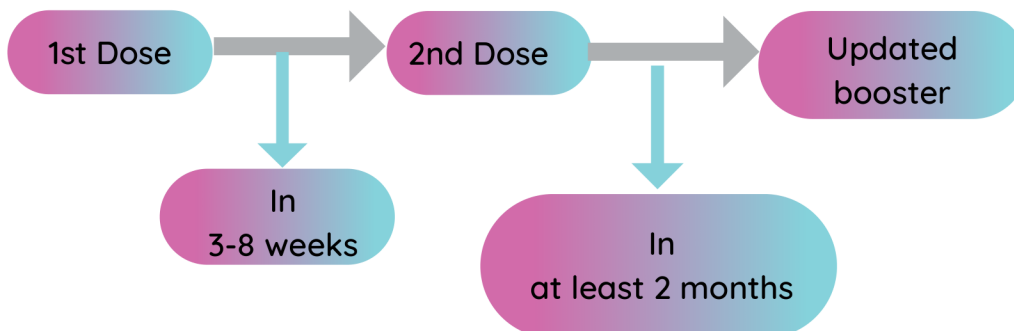 1st Dose
2nd Dose
Updated
booster
In
3-8 weeks
In
at least 2 months